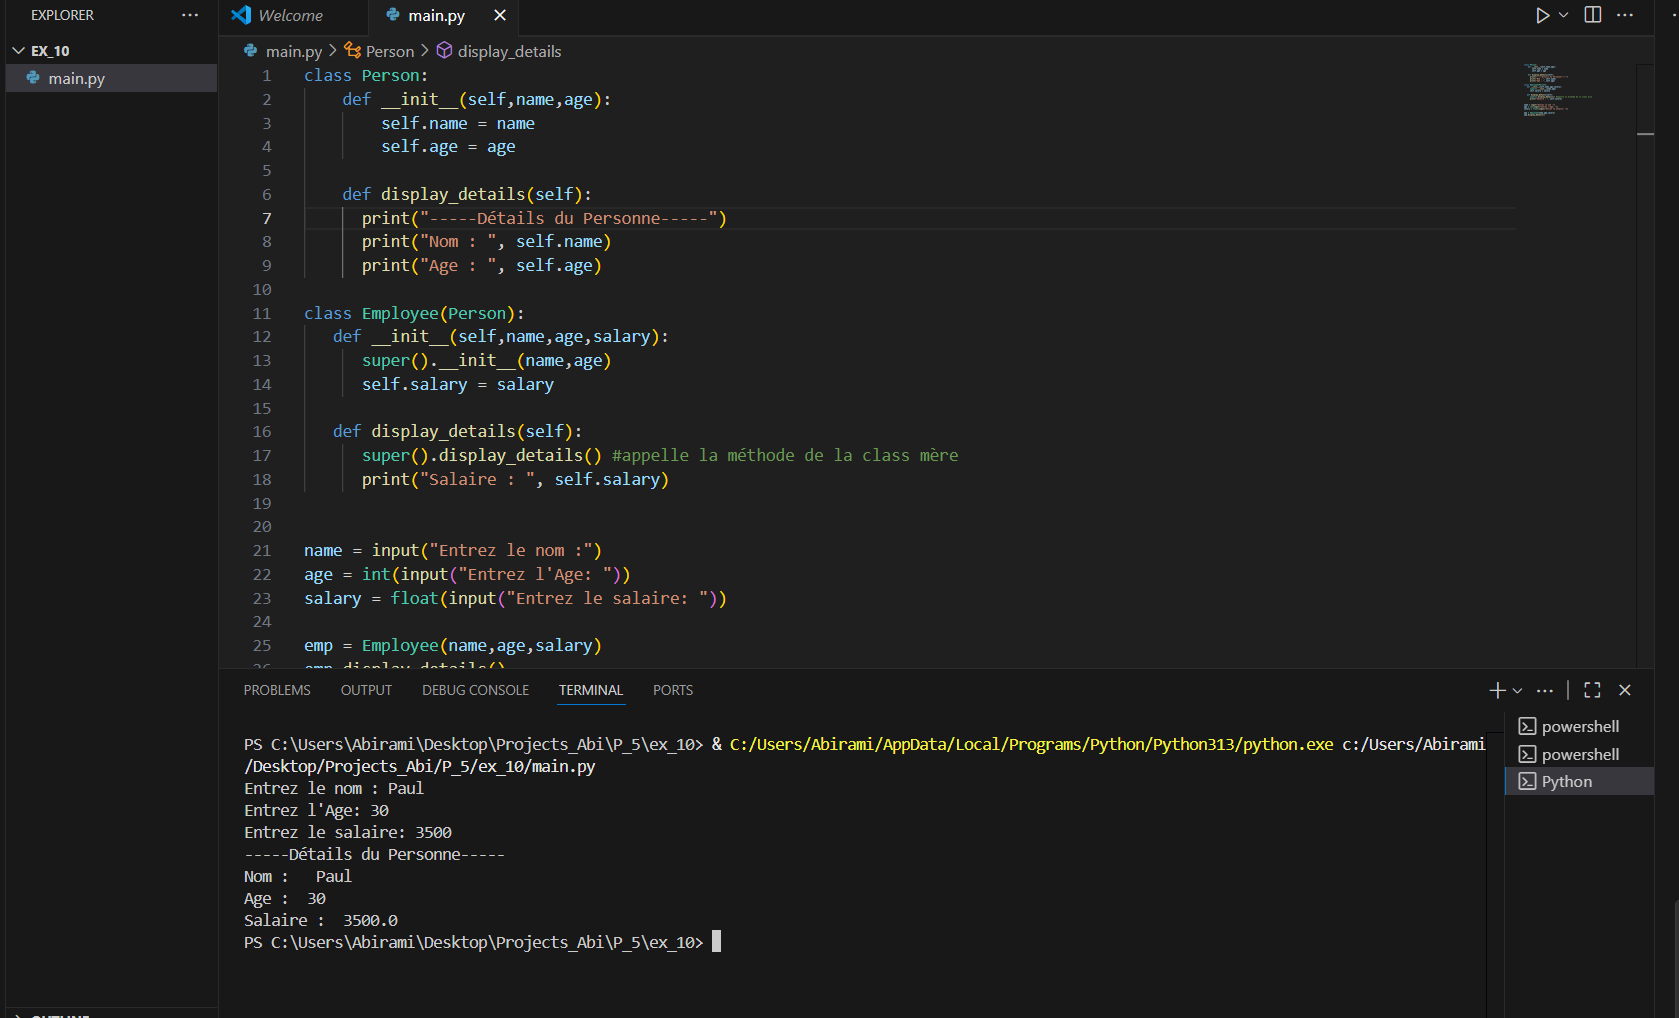 EXPLORER
EX_10
main.py
Welcome
main.py
main.py > Person > display_details
1 class Person:
2     def __init__(self,name,age):
3         self.name = name
4         self.age = age
5
6     def display_details(self):
7       print("-----Détails du Personne-----")
8       print("Nom : ", self.name)
9       print("Age : ", self.age)
10
11 class Employee(Person):
12    def __init__(self,name,age,salary):
13       super().__init__(name,age)
14       self.salary = salary
15
16    def display_details(self):
17       super().display_details() #appelle la méthode de la class mère
18       print("Salaire : ", self.salary)
19
20
21 name = input("Entrez le nom :")
22 age = int(input("Entrez l'Age: "))
23 salary = float(input("Entrez le salaire: "))
24
25 emp = Employee(name,age,salary)
26 emp.display_details()
PROBLEMS OUTPUT DEBUG CONSOLE TERMINAL PORTS
PS C:\Users\Abirami\Desktop\Projects_Abi\P_5\ex_10> & C:/Users/Abirami/AppData/Local/Programs/Python/Python313/python.exe c:/Users/Abirami
/Desktop/Projects_Abi/P_5/ex_10/main.py
Entrez le nom : Paul
Entrez l'Age: 30
Entrez le salaire: 3500
-----Détails du Personne-----
Nom :   Paul
Age :  30
Salaire :  3500.0
PS C:\Users\Abirami\Desktop\Projects_Abi\P_5\ex_10>
powershell
powershell
Python
OUTLINE